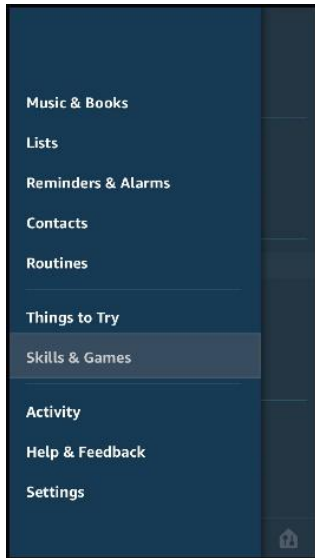 Music & Books
Lists
Reminders & Alarms
Contacts
Routines
Things to Try
Skills & Games
Activity
Help & Feedback
Settings